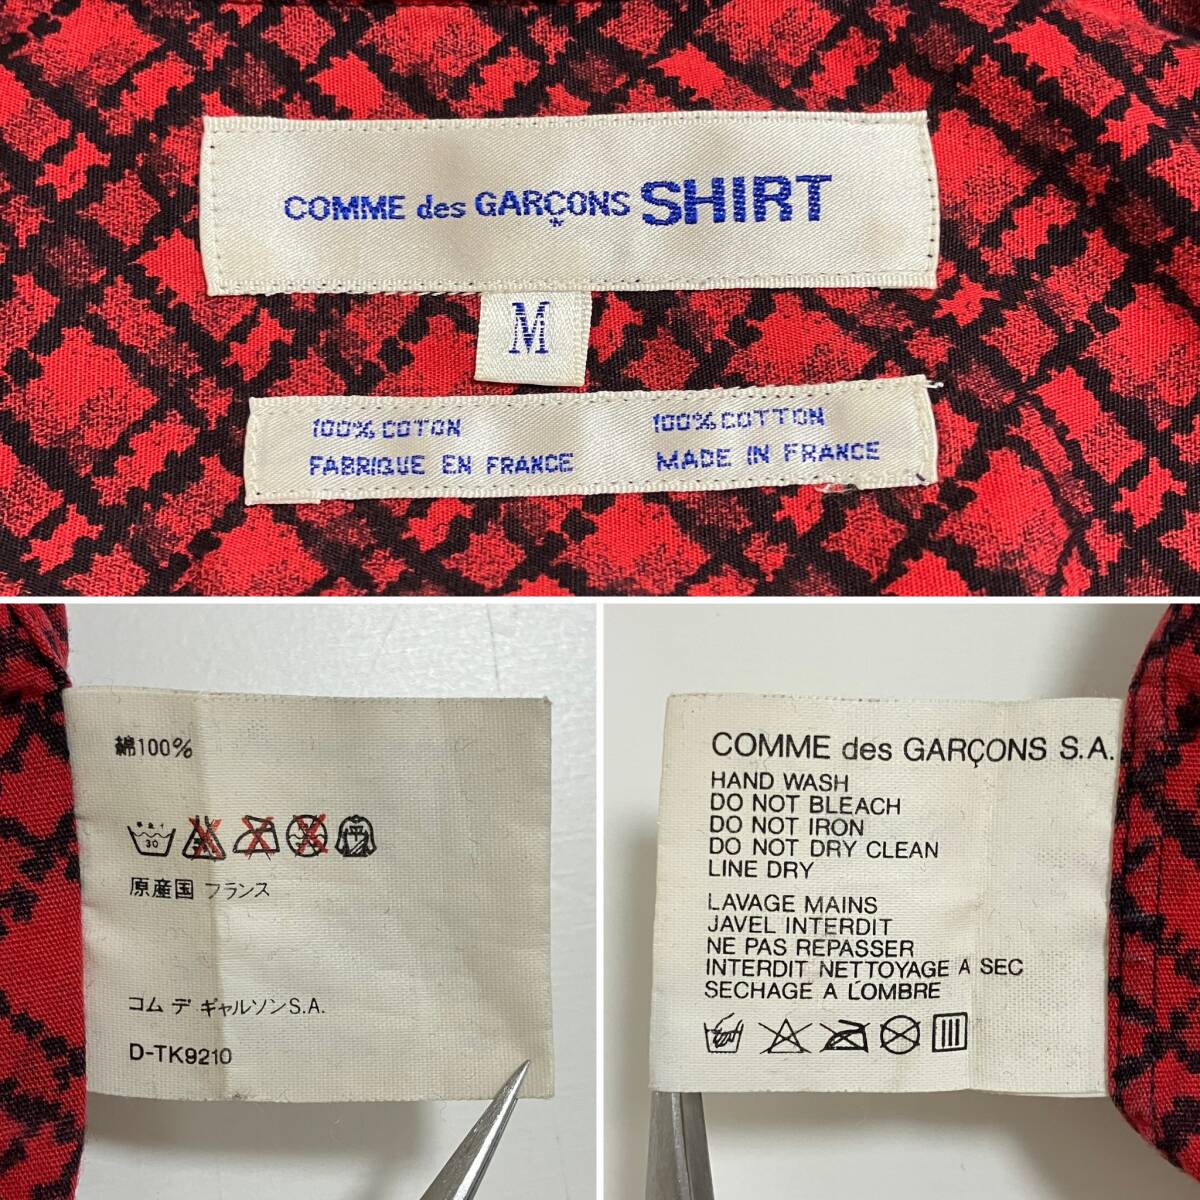 COMME des GARÇONS SHIRT
M
100% COTON
FABRIQUE EN FRANCE
100% COTTON
MADE IN FRANCE
綿100%
30
平
原産国 フランス
コム デ ギャルソンS.A.
D-TK9210
COMME des GARÇONS S.A.
HAND WASH
DO NOT BLEACH
DO NOT IRON
DO NOT DRY CLEAN
LINE DRY
LAVAGE MAINS
JAVEL INTERDIT
NE PAS REPASSER
INTERDIT NETTOYAGE A SEC
SECHAGE A L'OMBRE